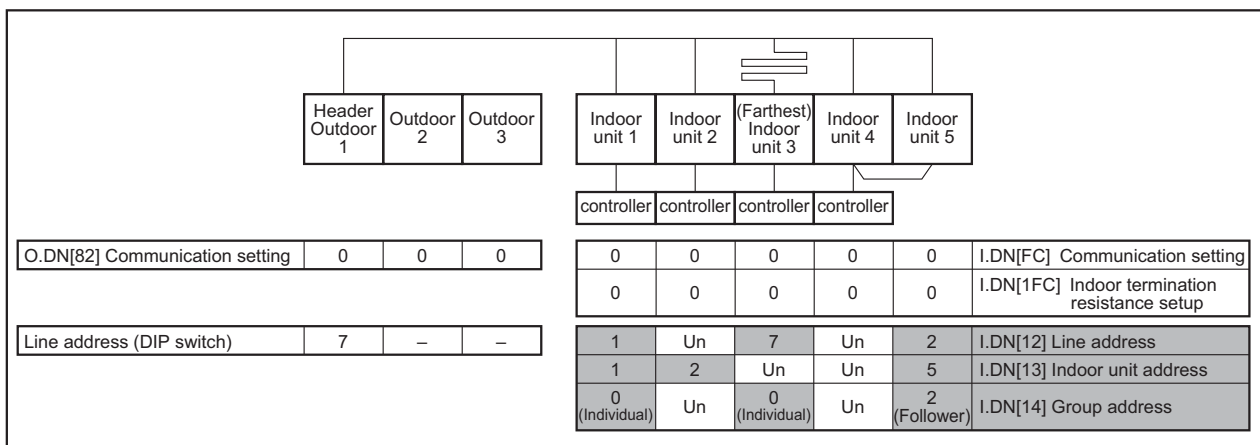 Header
Outdoor
1
Outdoor
2
Outdoor
3
Indoor
unit 1
Indoor
unit 2
(Farthest)
Indoor
unit 3
Indoor
unit 4
Indoor
unit 5
controller controller controller controller
O.DN[82] Communication setting 0 0 0
0 0 0 0 0 I.DN[FC] Communication setting
0 0 0 0 0 I.DN[1FC] Indoor termination
resistance setup
Line address (DIP switch) 7 – –
1 Un 7 Un 2 I.DN[12] Line address
1 2 Un Un 5 I.DN[13] Indoor unit address
0
(Individual)
Un
0
(Individual)
Un
2
(Follower)
I.DN[14] Group address